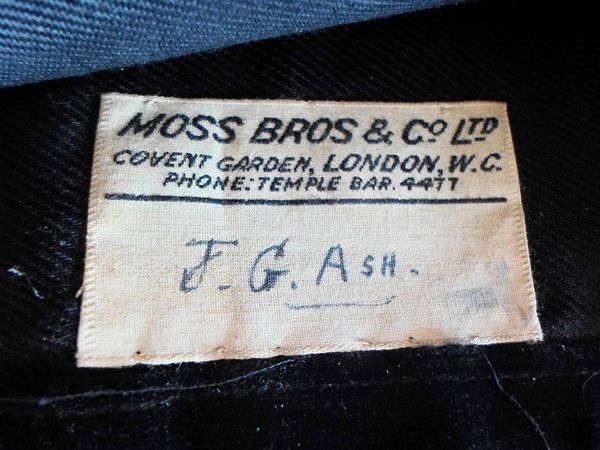 MOSS BROS & CO LTD
COVENT GARDEN, LONDON, W.C.
PHONE: TEMPLE BAR. 4477
J. G. ASH.